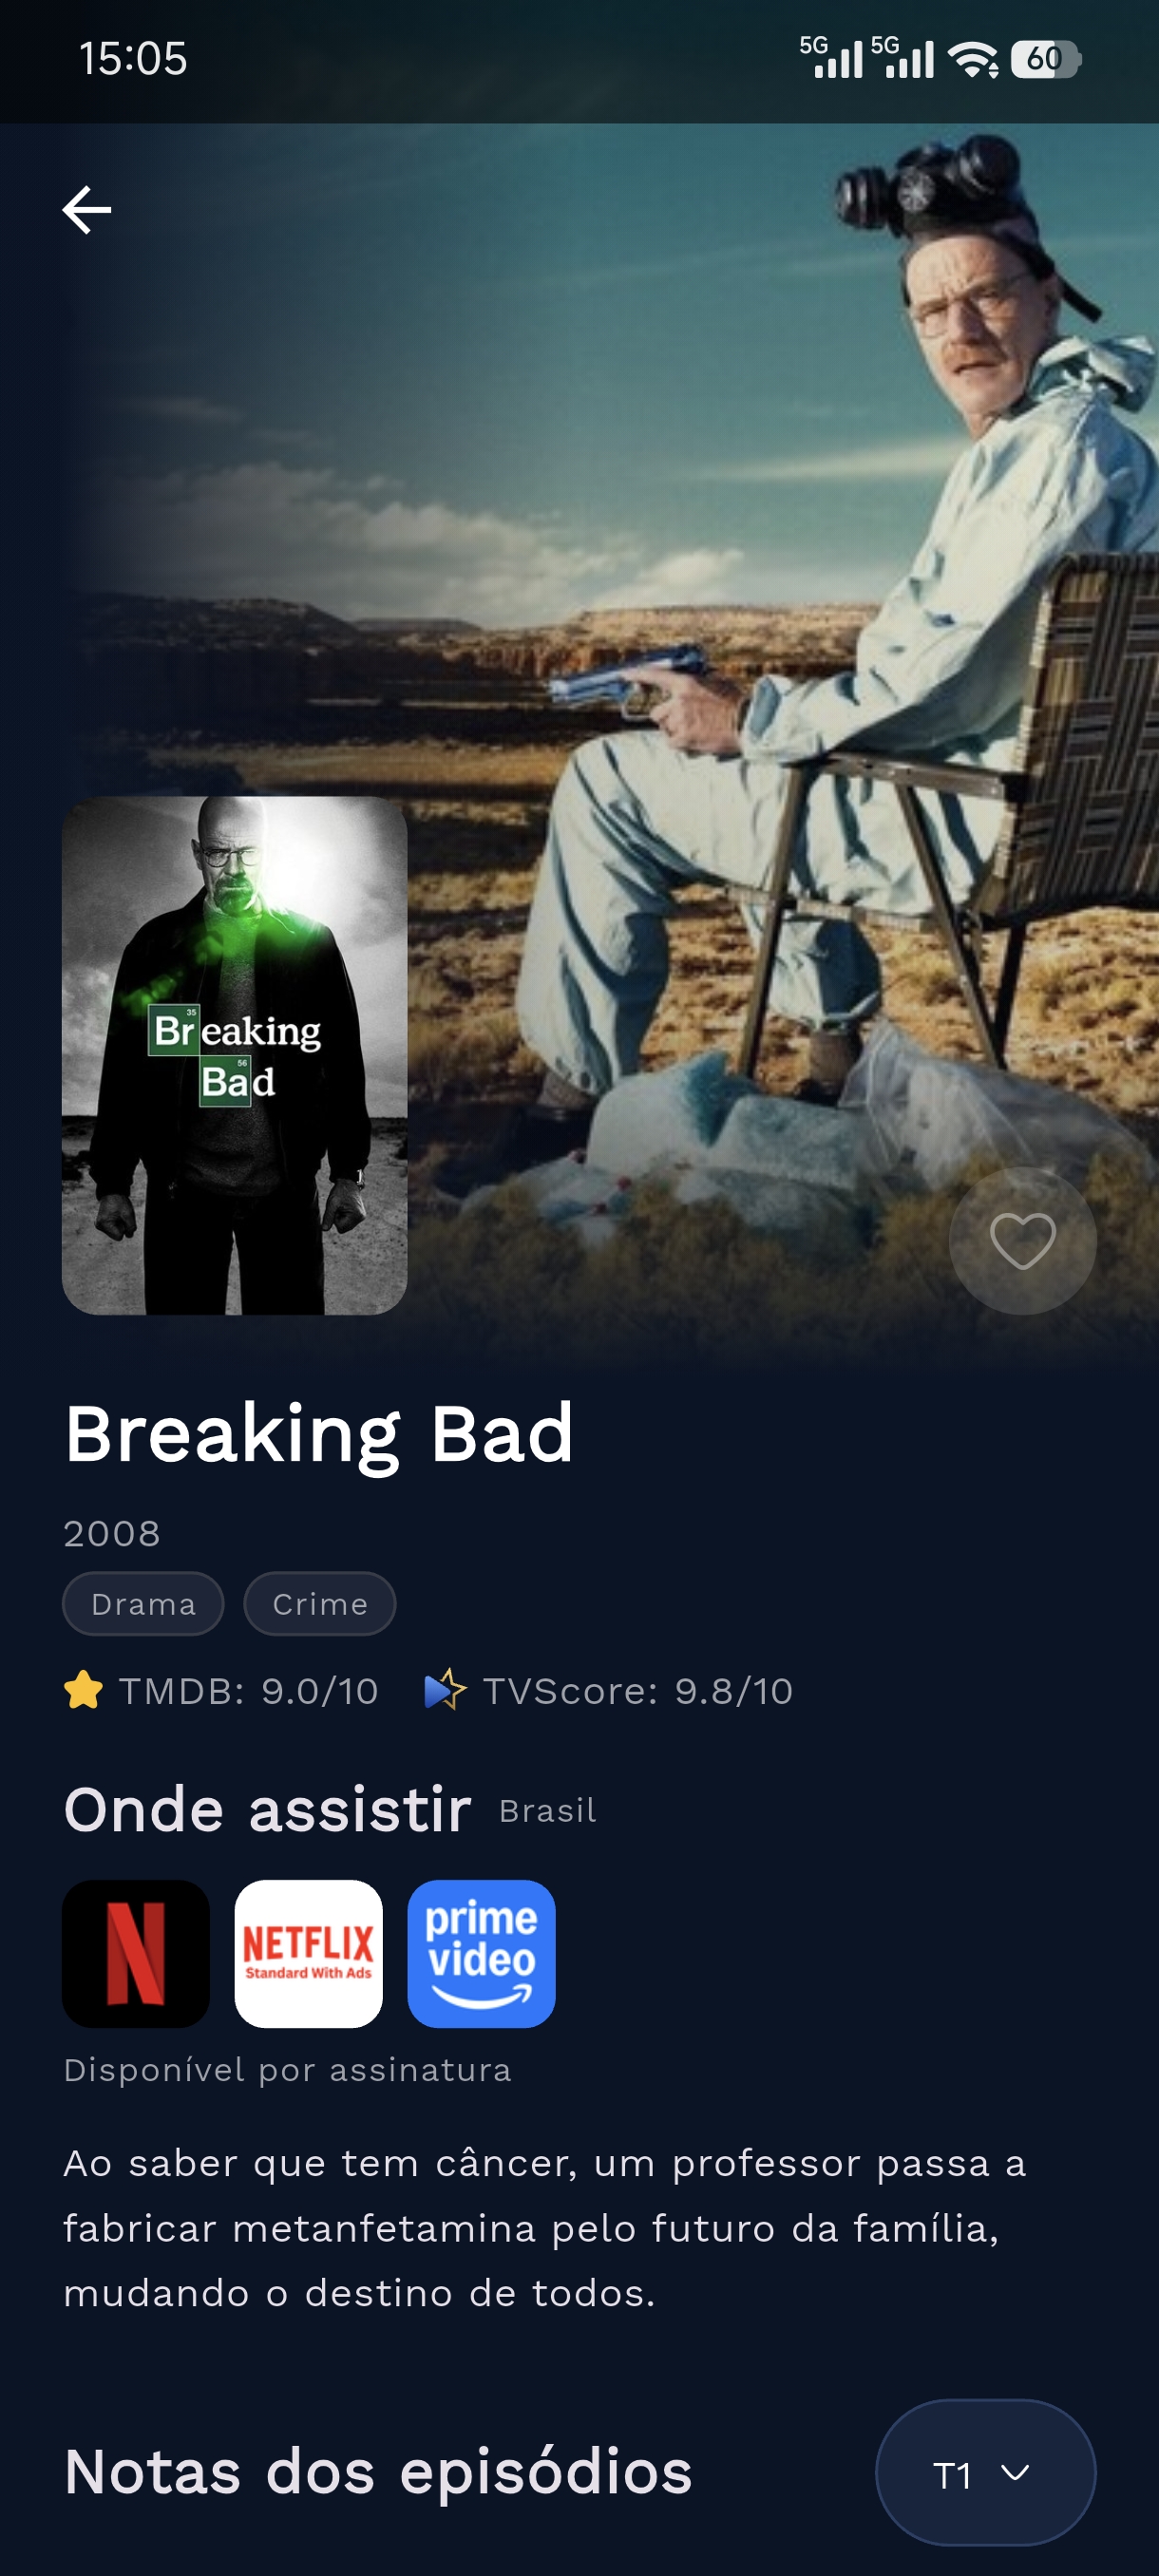 15:05
5G 5G 60
35
Breaking
56
Bad
Breaking Bad
2008
Drama Crime
TMDB: 9.0/10 TVScore: 9.8/10
Onde assistir Brasil
N
NETFLIX
Standard With Ads
prime
video
Disponível por assinatura
Ao saber que tem câncer, um professor passa a
fabricar metanfetamina pelo futuro da família,
mudando o destino de todos.
Notas dos episódios T1